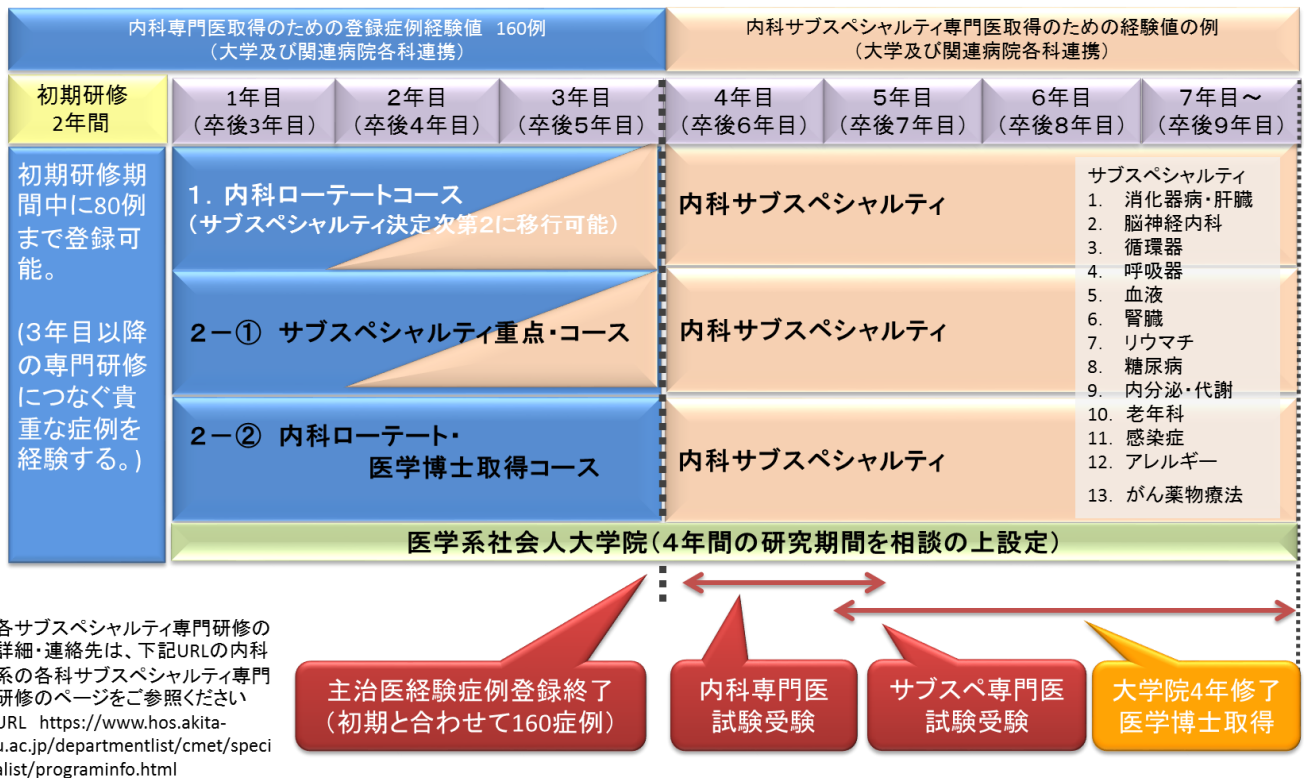 内科専門医取得のための登録症例経験値 160例
（大学及び関連病院各科連携）
内科サブスペシャルティ専門医取得のための経験値の例
（大学及び関連病院各科連携）
初期研修
2年間
1年目
（卒後3年目）
2年目
（卒後4年目）
3年目
（卒後5年目）
4年目
（卒後6年目）
5年目
（卒後7年目）
6年目
（卒後8年目）
7年目～
（卒後9年目）
初期研修期
間中に80例
まで登録可
能。
(3年目以降
の専門研修
につなぐ貴
重な症例を
経験する。)
1．内科ローテートコース
（サブスペシャルティ決定次第2に移行可能）
内科サブスペシャルティ
2－① サブスペシャルティ重点・コース
内科サブスペシャルティ
2－② 内科ローテート・
医学博士取得コース
内科サブスペシャルティ
サブスペシャルティ
1. 消化器病・肝臓
2. 脳神経内科
3. 循環器
4. 呼吸器
5. 血液
6. 腎臓
7. リウマチ
8. 糖尿病
9. 内分泌・代謝
10. 老年科
11. 感染症
12. アレルギー
13. がん薬物療法
医学系社会人大学院（4年間の研究期間を相談の上設定）
主治医経験症例登録終了
（初期と合わせて160症例）
内科専門医
試験受験
サブスペ専門医
試験受験
大学院4年修了
医学博士取得
各サブスペシャルティ専門研修の
詳細・連絡先は、下記URLの内科
系の各科サブスペシャルティ専門
研修のページをご参照ください
URL https://www.hos.akita-
u.ac.jp/departmentlist/cmet/speci
alist/programinfo.html